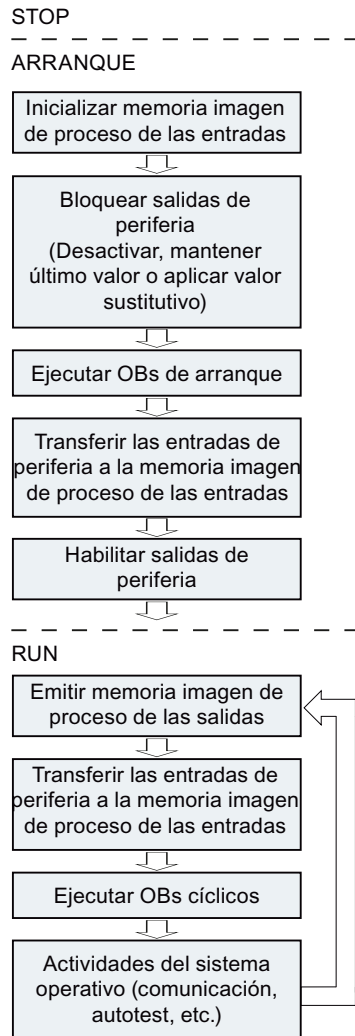 STOP
ARRANQUE
Inicializar memoria imagen
de proceso de las entradas
Bloquear salidas de
periferia
(Desactivar, mantener
último valor o aplicar valor
sustitutivo)
Ejecutar OBs de arranque
Transferir las entradas de
periferia a la memoria imagen
de proceso de las entradas
Habilitar salidas de
periferia
RUN
Emitir memoria imagen de
proceso de las salidas
Transferir las entradas de
periferia a la memoria imagen
de proceso de las entradas
Ejecutar OBs cíclicos
Actividades del sistema
operativo (comunicación,
autotest, etc.)